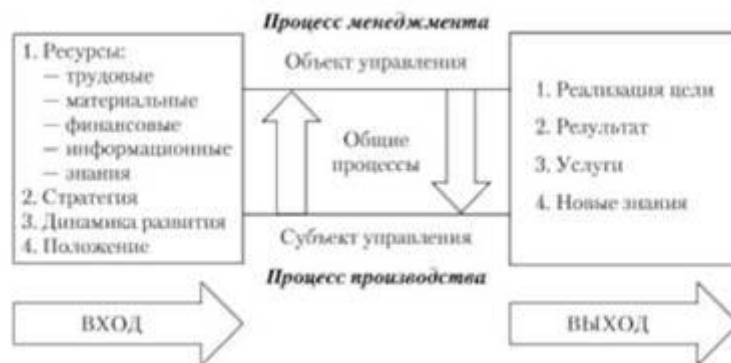 Процесс менеджмента
1. Ресурсы:
— трудовые
— материальные
— финансовые
— информационные
— знания
2. Стратегия
3. Динамика развития
4. Положение
Объект управления
Общие
процессы
Субъект управления
1. Реализация цели
2. Результат
3. Услуги
4. Новые знания
Процесс производства
ВХОД
ВЫХОД